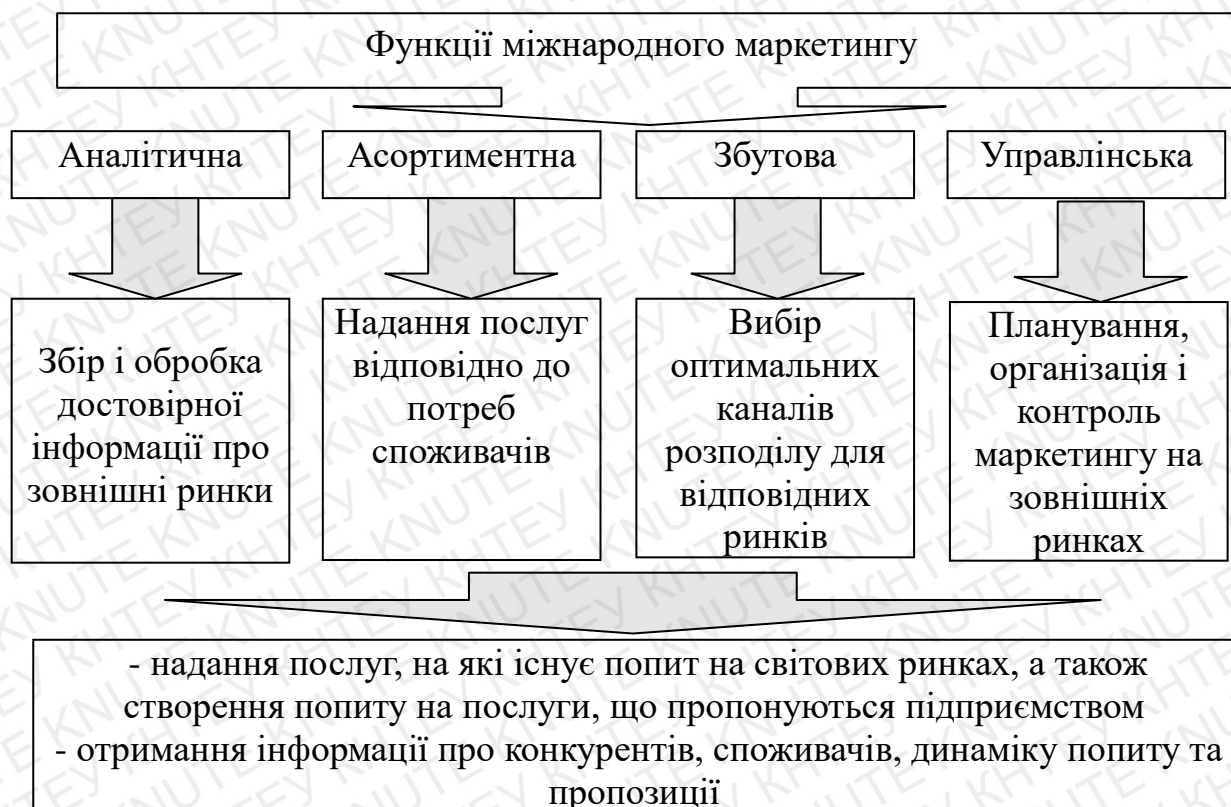 Функції міжнародного маркетингу
Аналітична
Асортиментна
Збутова
Управлінська
Збір і обробка
достовірної
інформації про
зовнішні ринки
Надання послуг
відповідно до
потреб
споживачів
Вибір
оптимальних
каналів
розподілу для
відповідних
ринків
Планування,
організація і
контроль
маркетингу на
зовнішніх
ринках
- надання послуг, на які існує попит на світових ринках, а також
створення попиту на послуги, що пропонуються підприємством
- отримання інформації про конкурентів, споживачів, динаміку попиту та
пропозиції